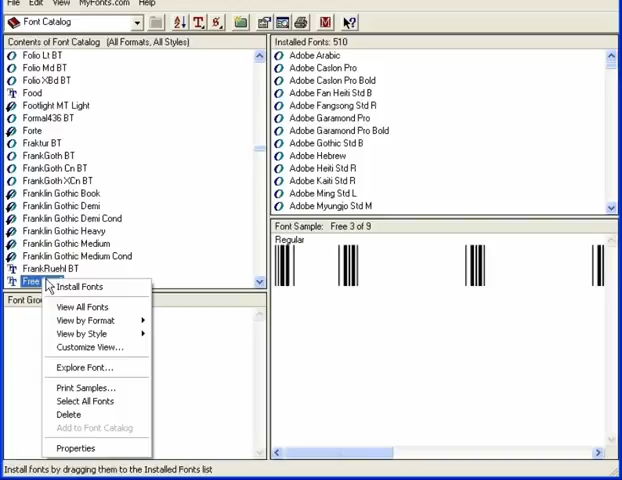 File Edit View MyFonts.com Help
Font Catalog
Contents of Font Catalog (All Formats, All Styles)
Folio Lt BT
Folio Md BT
Folio XBd BT
Food
Footlight MT Light
Formal436 BT
Forte
Fraktur BT
FrankGoth BT
FrankGoth Cn BT
FrankGoth XCn BT
Franklin Gothic Book
Franklin Gothic Demi
Franklin Gothic Demi Cond
Franklin Gothic Heavy
Franklin Gothic Medium
Franklin Gothic Medium Cond
FrankRuehl BT
Free
Font Gro
Install Fonts
View All Fonts
View by Format
View by Style
Customize View...
Explore Font...
Print Samples...
Select All Fonts
Delete
Add to Font Catalog
Properties
Installed Fonts: 510
Adobe Arabic
Adobe Caslon Pro
Adobe Caslon Pro Bold
Adobe Fan Heiti Std B
Adobe Fangsong Std R
Adobe Garamond Pro
Adobe Garamond Pro Bold
Adobe Gothic Std B
Adobe Hebrew
Adobe Heiti Std R
Adobe Kaiti Std R
Adobe Ming Std L
Adobe Myungjo Std M
Font Sample: Free 3 of 9
Regular
Install fonts by dragging them to the Installed Fonts list